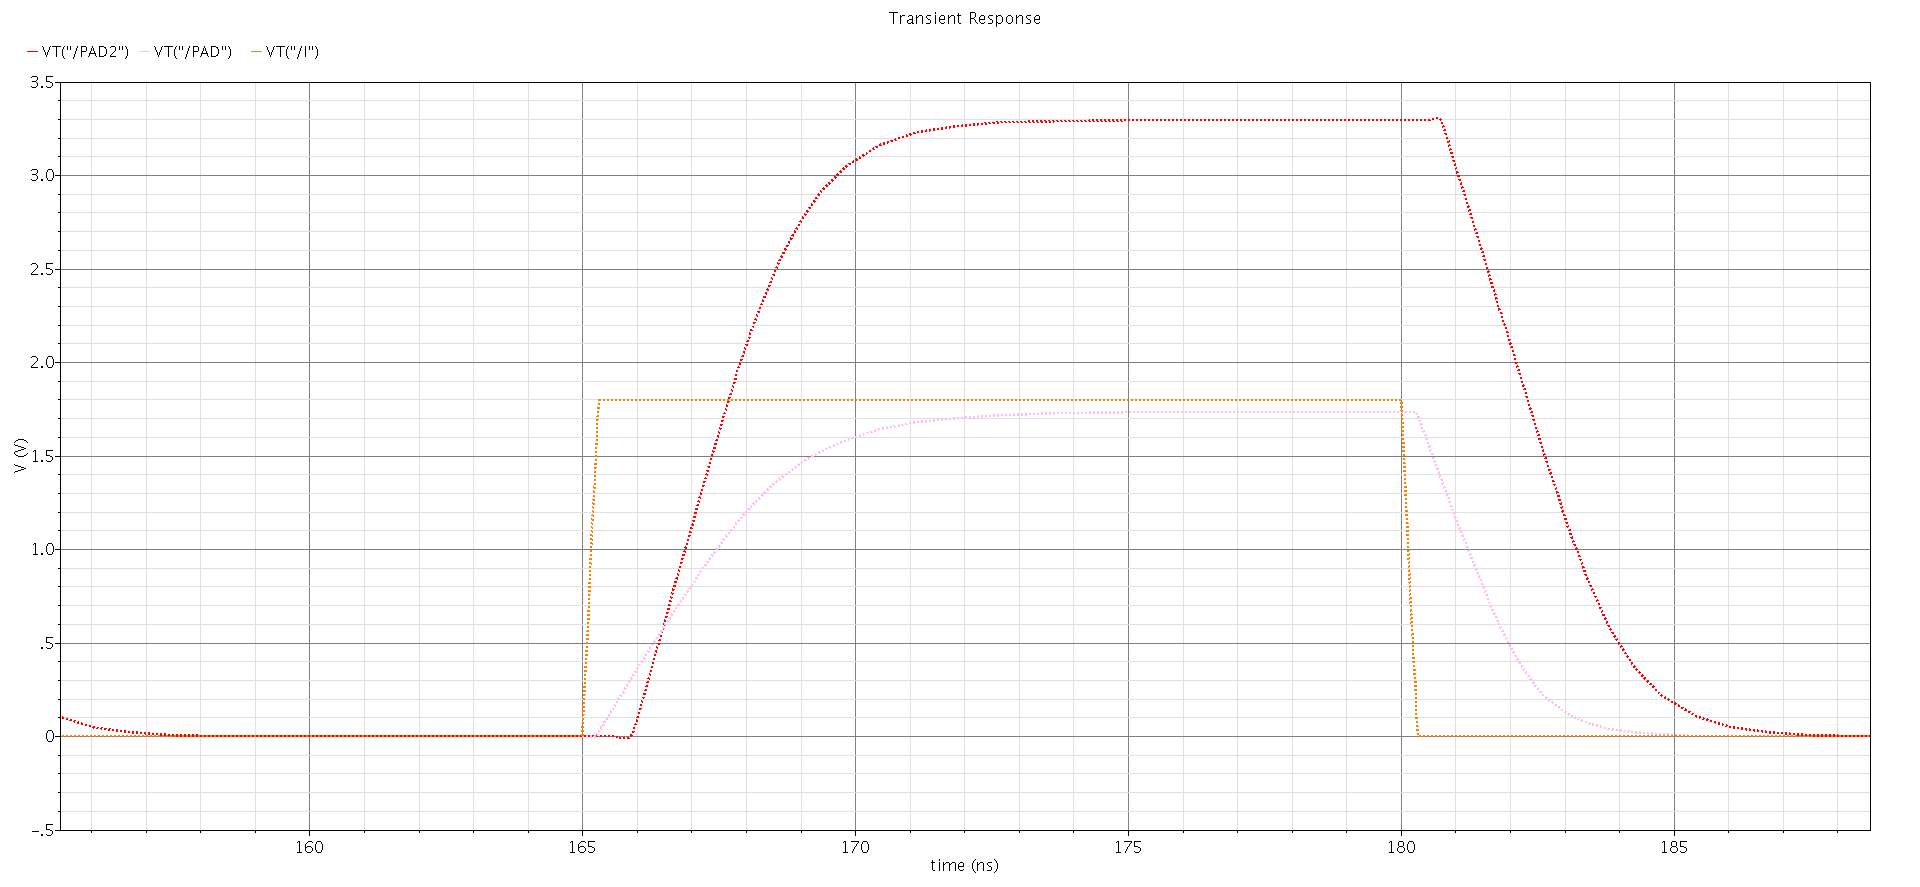 Transient Response
VT("/PAD2") VT("/PAD") VT("/I")
3.5
3.0
2.5
2.0
1.5
1.0
.5
0
-.5
V (V)
160 165 170 175 180 185
time (ns)